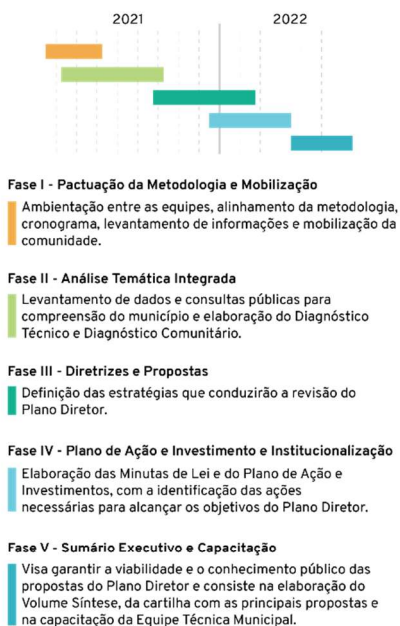 2021 2022
Fase I - Pactuação da Metodologia e Mobilização
Ambientação entre as equipes, alinhamento da metodologia,
cronograma, levantamento de informações e mobilização da
comunidade.
Fase II - Análise Temática Integrada
Levantamento de dados e consultas públicas para
compreensão do município e elaboração do Diagnóstico
Técnico e Diagnóstico Comunitário.
Fase III - Diretrizes e Propostas
Definição das estratégias que conduzirão a revisão do
Plano Diretor.
Fase IV - Plano de Ação e Investimento e Institucionalização
Elaboração das Minutas de Lei e do Plano de Ação e
Investimentos, com a identificação das ações
necessárias para alcançar os objetivos do Plano Diretor.
Fase V - Sumário Executivo e Capacitação
Visa garantir a viabilidade e o conhecimento público das
propostas do Plano Diretor e consiste na elaboração do
Volume Síntese, da cartilha com as principais propostas e
na capacitação da Equipe Técnica Municipal.